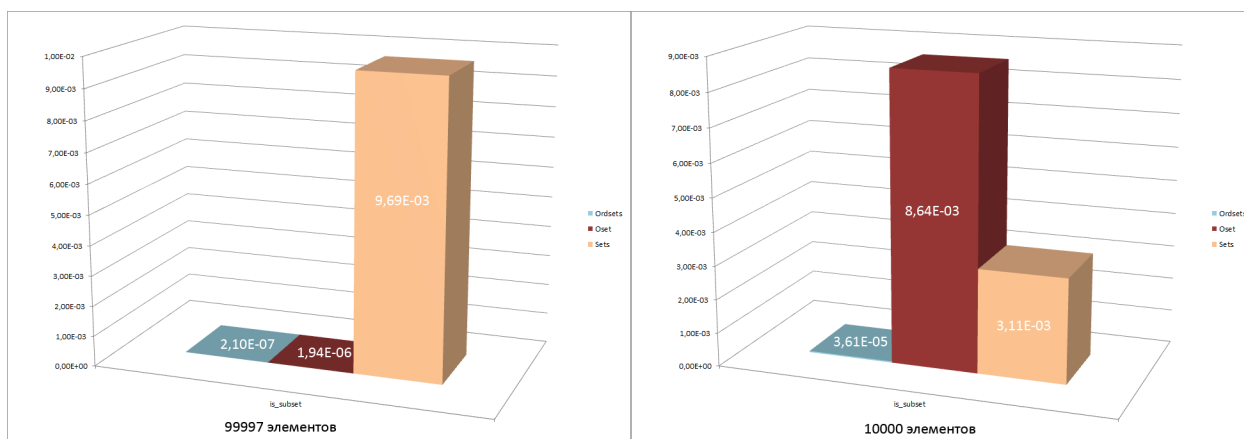 1,00E-02
9,00E-03
8,00E-03
7,00E-03
6,00E-03
5,00E-03
4,00E-03
3,00E-03
2,00E-03
1,00E-03
0,00E+00
9,69E-03
2,10E-07
1,94E-06
Ordsets
Oset
Sets
is_subset
99997 элементов
9,00E-03
8,00E-03
7,00E-03
6,00E-03
5,00E-03
4,00E-03
3,00E-03
2,00E-03
1,00E-03
0,00E+00
8,64E-03
3,61E-05
3,11E-03
Ordsets
Oset
Sets
is_subset
10000 элементов